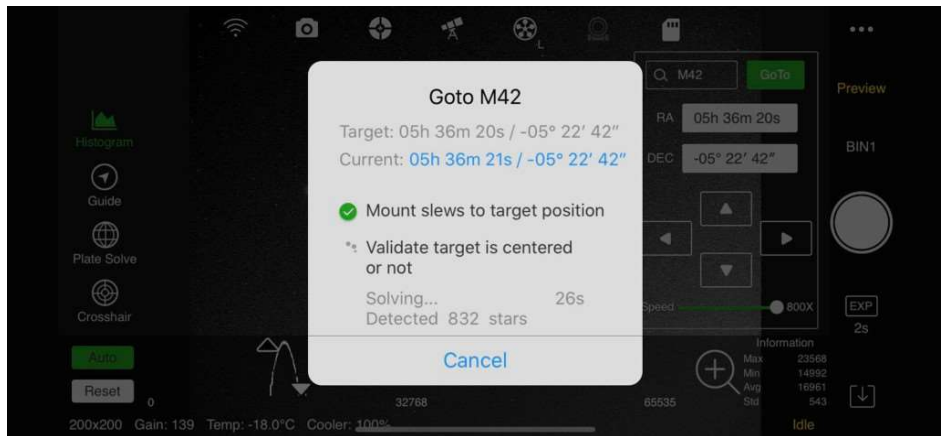 L
M42
GoTo
Preview
Goto M42
Target: 05h 36m 20s / -05° 22′ 42″
Current: 05h 36m 21s / -05° 22′ 42″
RA
05h 36m 20s
DEC
-05° 22′ 42″
BIN1
Histogram
Guide
Plate Solve
Crosshair
Mount slews to target position
Validate target is centered
or not
Solving... 26s
Detected 832 stars
Cancel
Speed
800X
EXP
2s
Auto
Reset
0
32768
65535
Information
Max 23568
Min 14992
Avg 16961
Std 543
200x200 Gain: 139 Temp: -18.0°C Cooler: 100%
Idle